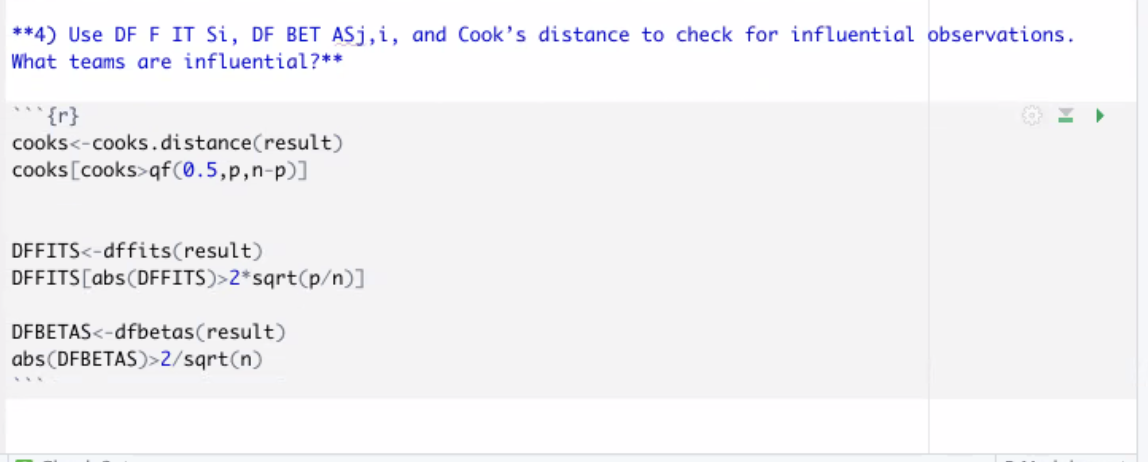 **4) Use DF F IT Si, DF BET ASj,i, and Cook’s distance to check for influential observations.
What teams are influential?**
```{r}
cooks<-cooks.distance(result)
cooks[cooks>qf(0.5,p,n-p)]
DFFITS<-dffits(result)
DFFITS[abs(DFFITS)>2*sqrt(p/n)]
DFBETAS<-dfbetas(result)
abs(DFBETAS)>2/sqrt(n)
```